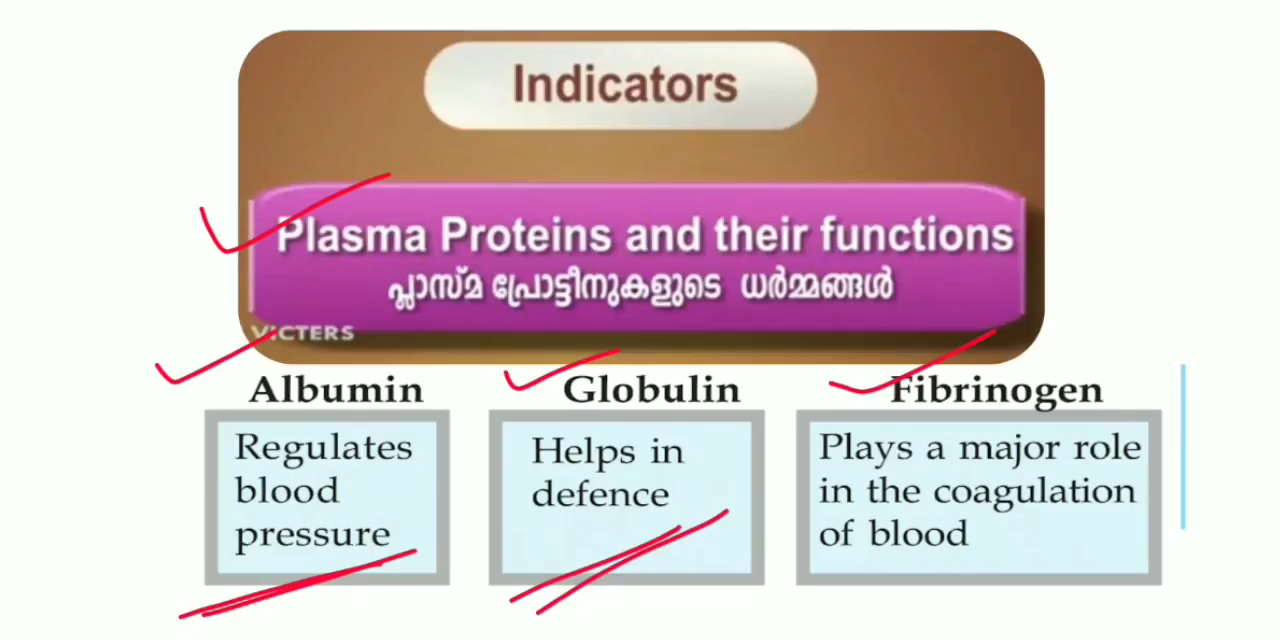 Indicators
Plasma Proteins and their functions
പ്ലാസ്മ പ്രോട്ടീനുകളുടെ ധർമ്മങ്ങൾ
VICTERS
Albumin
Regulates
blood
pressure
Globulin
Helps in
defence
Fibrinogen
Plays a major role
in the coagulation
of blood